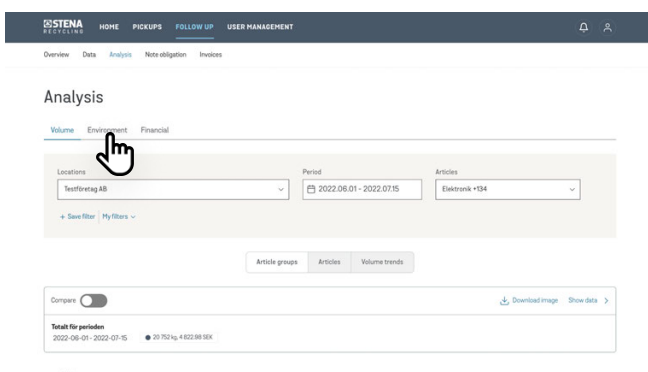 STENA
RECYCLING
HOME PICKUPS FOLLOW UP USER MANAGEMENT
Overview Data Analysis Note obligation Invoices
Analysis
Volume Environment Financial
Locations Period Articles
Testföretag AB 2022.06.01 - 2022.07.15 Elektronik +134
+ Save filter My filters
Article groups Articles Volume trends
Compare Download image Show data
Totalt för perioden
2022-06-01 - 2022-07-15 20 752 kg, 4 822.98 SEK